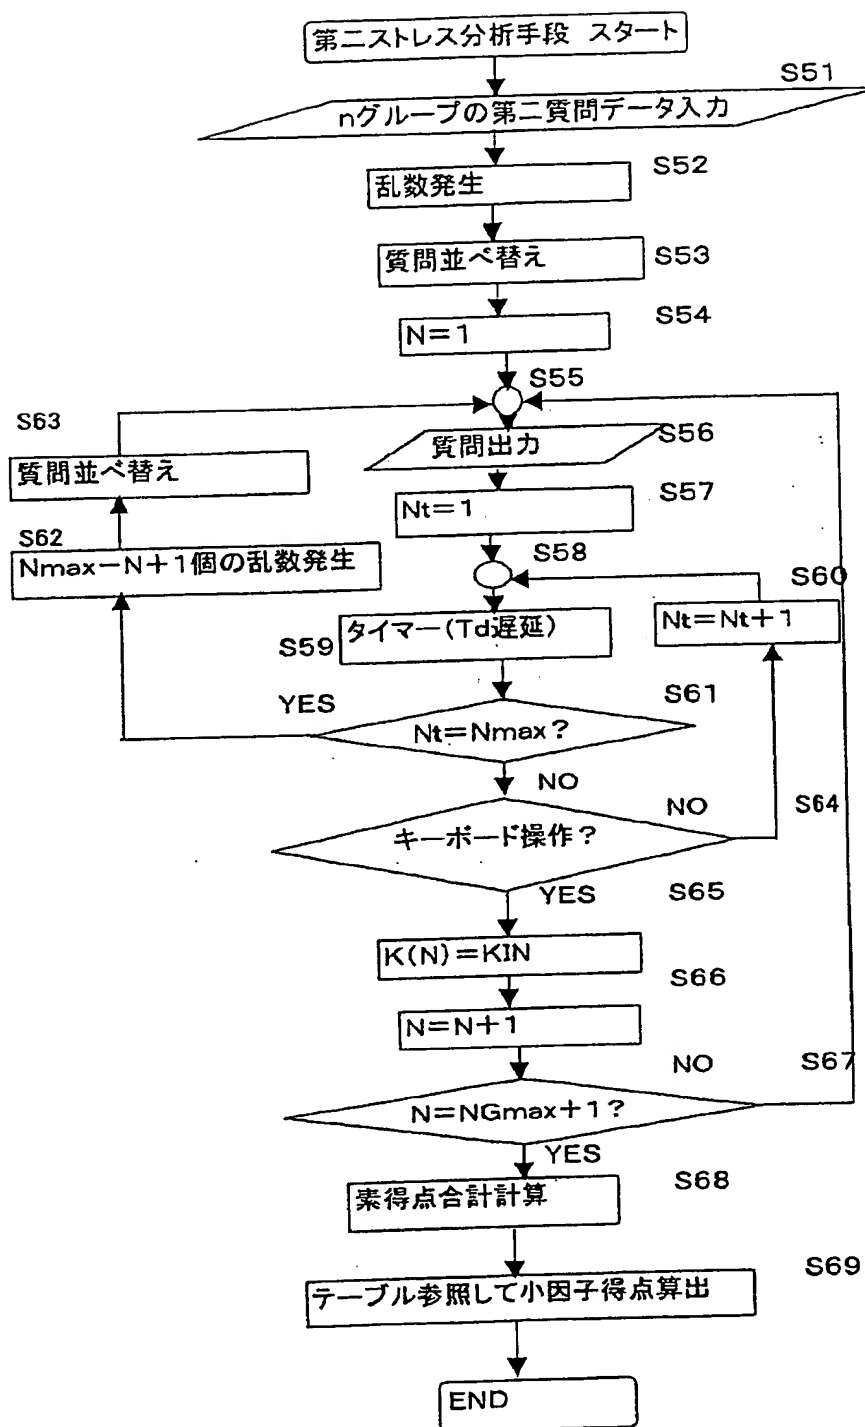 第二ストレス分析手段 スタート
S51
nグループの第二質問データ入力
S52
乱数発生
S53
質問並べ替え
S54
N=1
S55
S63
質問出力
S56
質問並べ替え
Nt=1
S57
S62
Nmax-N+1個の乱数発生
S58
S60
S59
タイマー(Td遅延)
Nt=Nt+1
YES
S61
Nt=Nmax?
NO
NO
S64
キーボード操作?
YES
S65
K(N)=KIN
S66
N=N+1
NO
S67
N=NGmax+1?
YES
S68
素得点合計計算
S69
テーブル参照して小因子得点算出
END